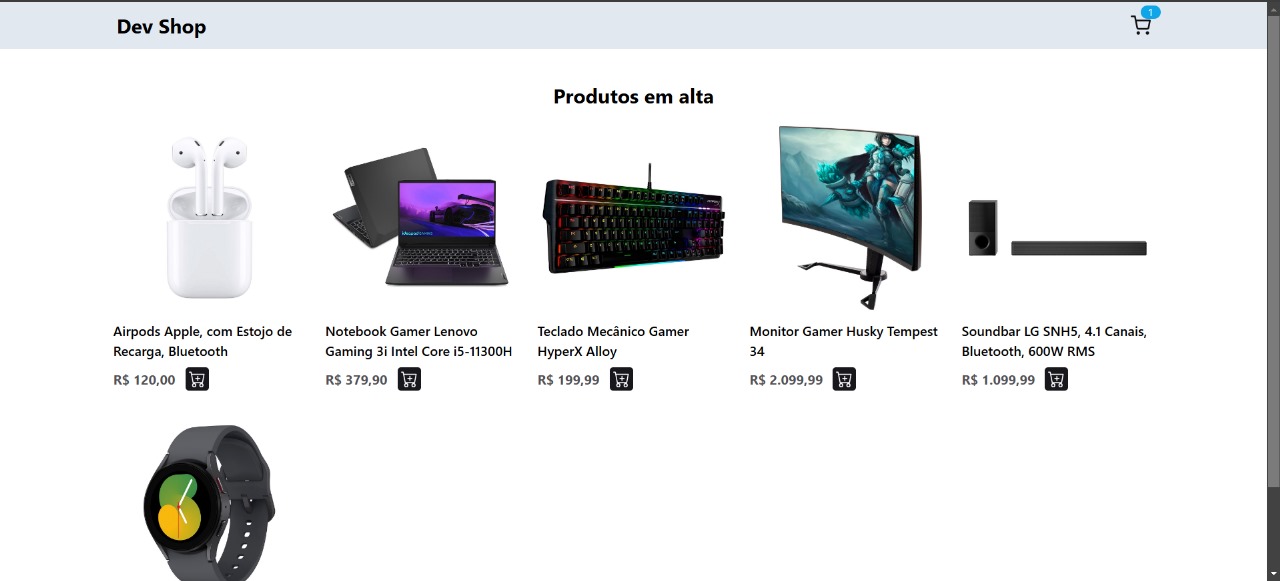 Dev Shop
1
Produtos em alta
Airpods Apple, com Estojo de
Recarga, Bluetooth
R$ 120,00
Notebook Gamer Lenovo
Gaming 3i Intel Core i5-11300H
R$ 379,90
Teclado Mecânico Gamer
HyperX Alloy
R$ 199,99
Monitor Gamer Husky Tempest
34
R$ 2.099,99
Soundbar LG SNH5, 4.1 Canais,
Bluetooth, 600W RMS
R$ 1.099,99